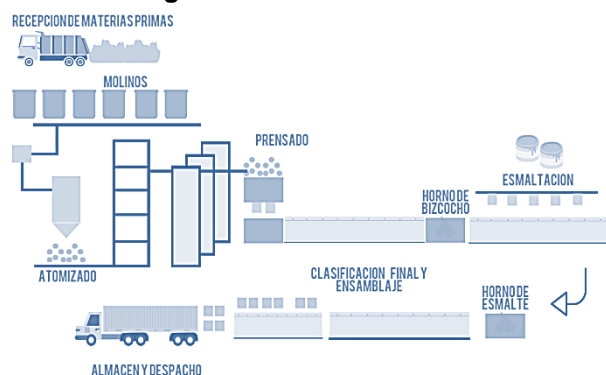 RECEPCION DE MATERIAS PRIMAS
MOLINOS
PRENSADO
ESMALTACION
HORNO DE
BIZCOCHO
ATOMIZADO
CLASIFICACION FINAL Y
ENSAMBLAJE
HORNO DE
ESMALTE
ALMACEN Y DESPACHO